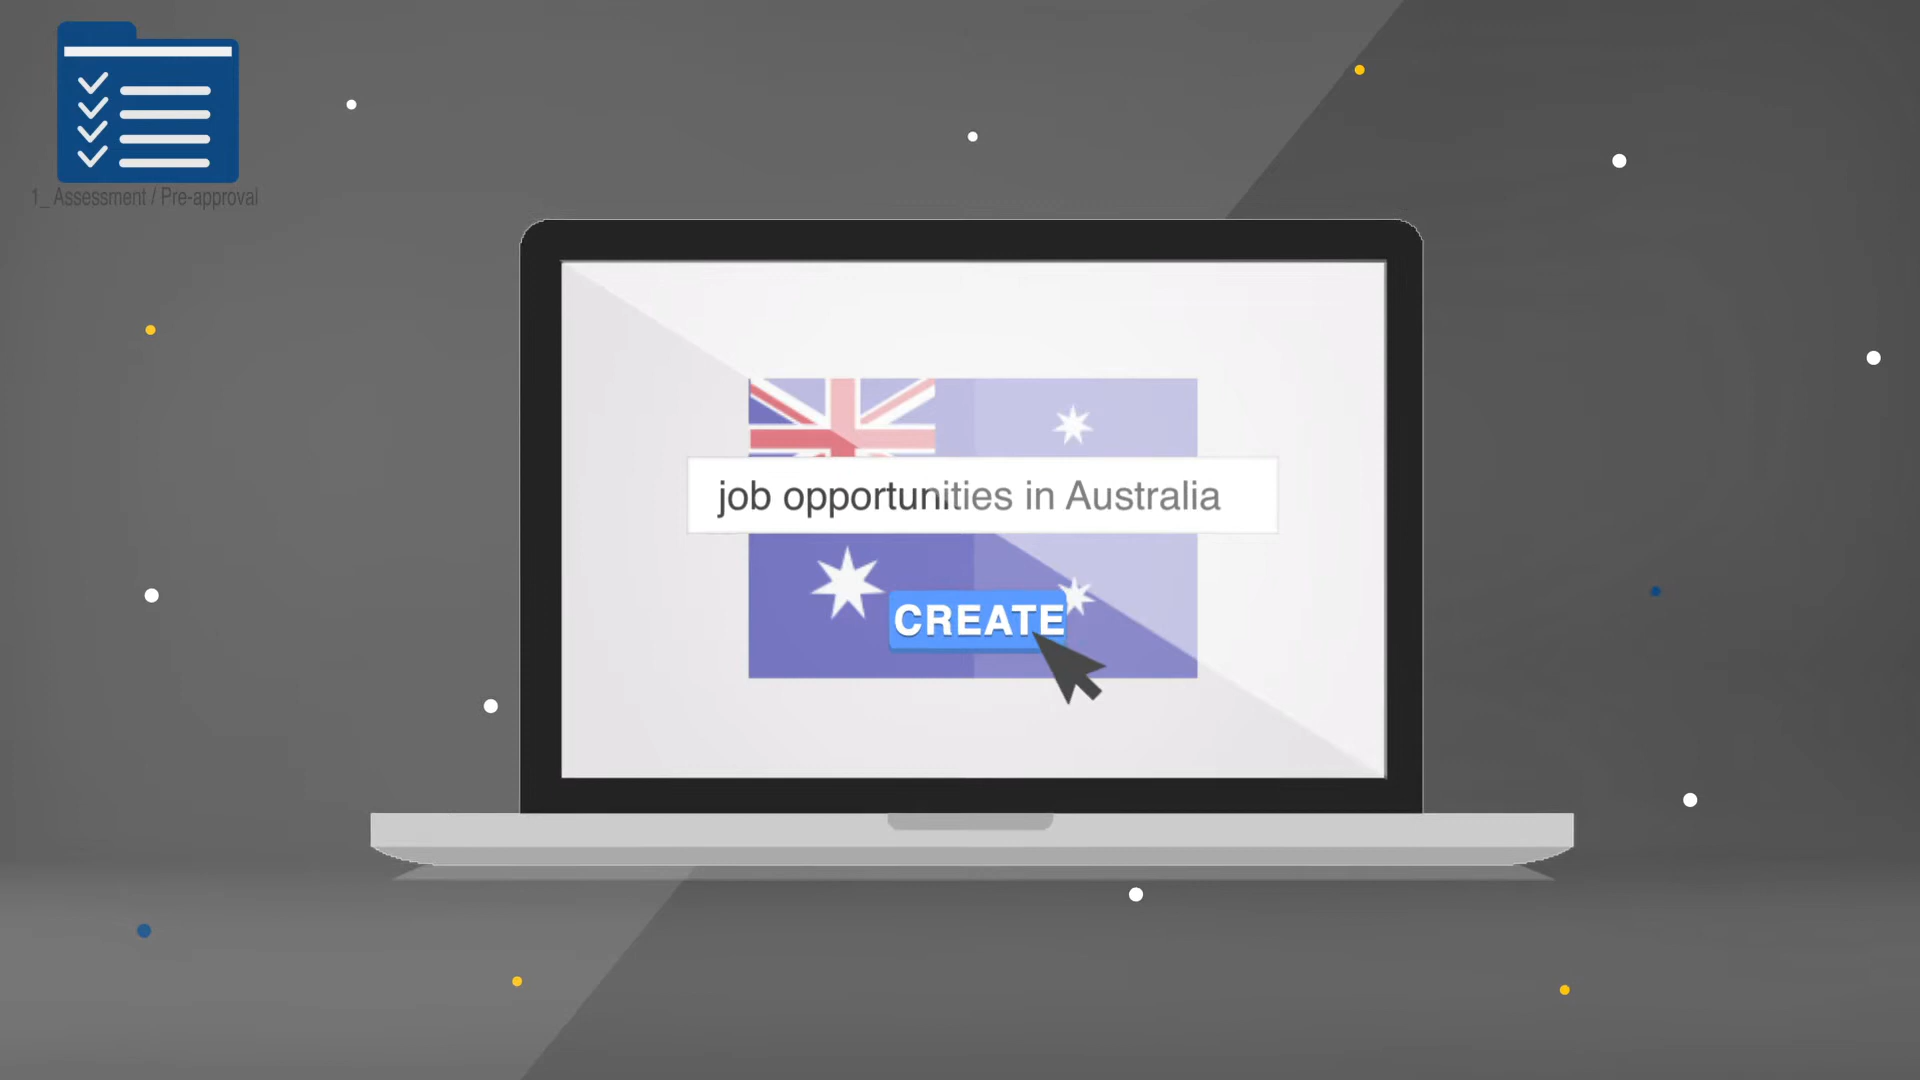 1_ Assessment / Pre-approval
job opportunities in Australia
CREATE